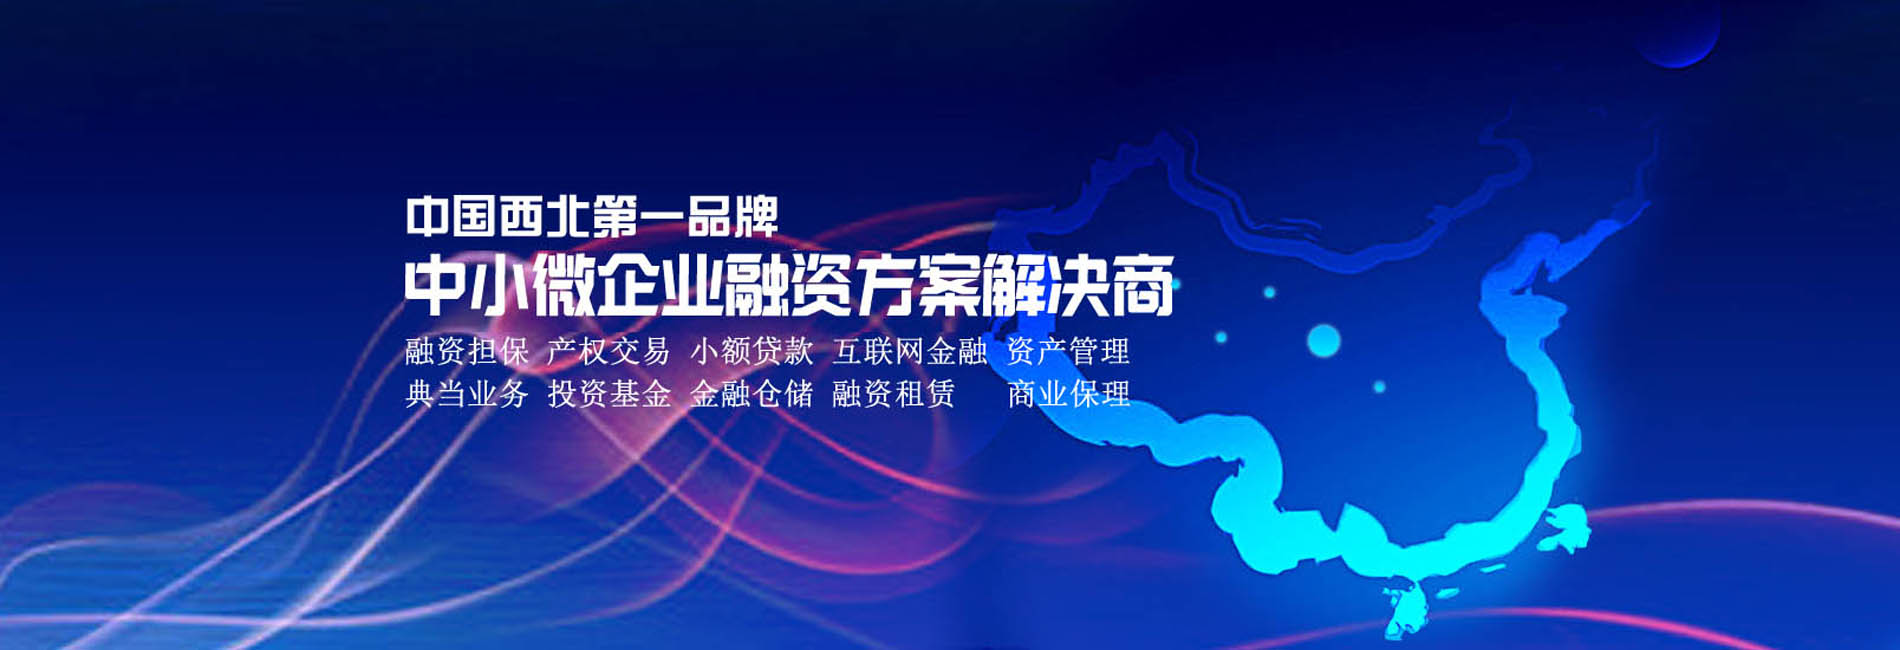 中国西北第一品牌
中小微企业融资方案解决商
融资担保 产权交易 小额贷款 互联网金融 资产管理
典当业务 投资基金 金融仓储 融资租赁 商业保理